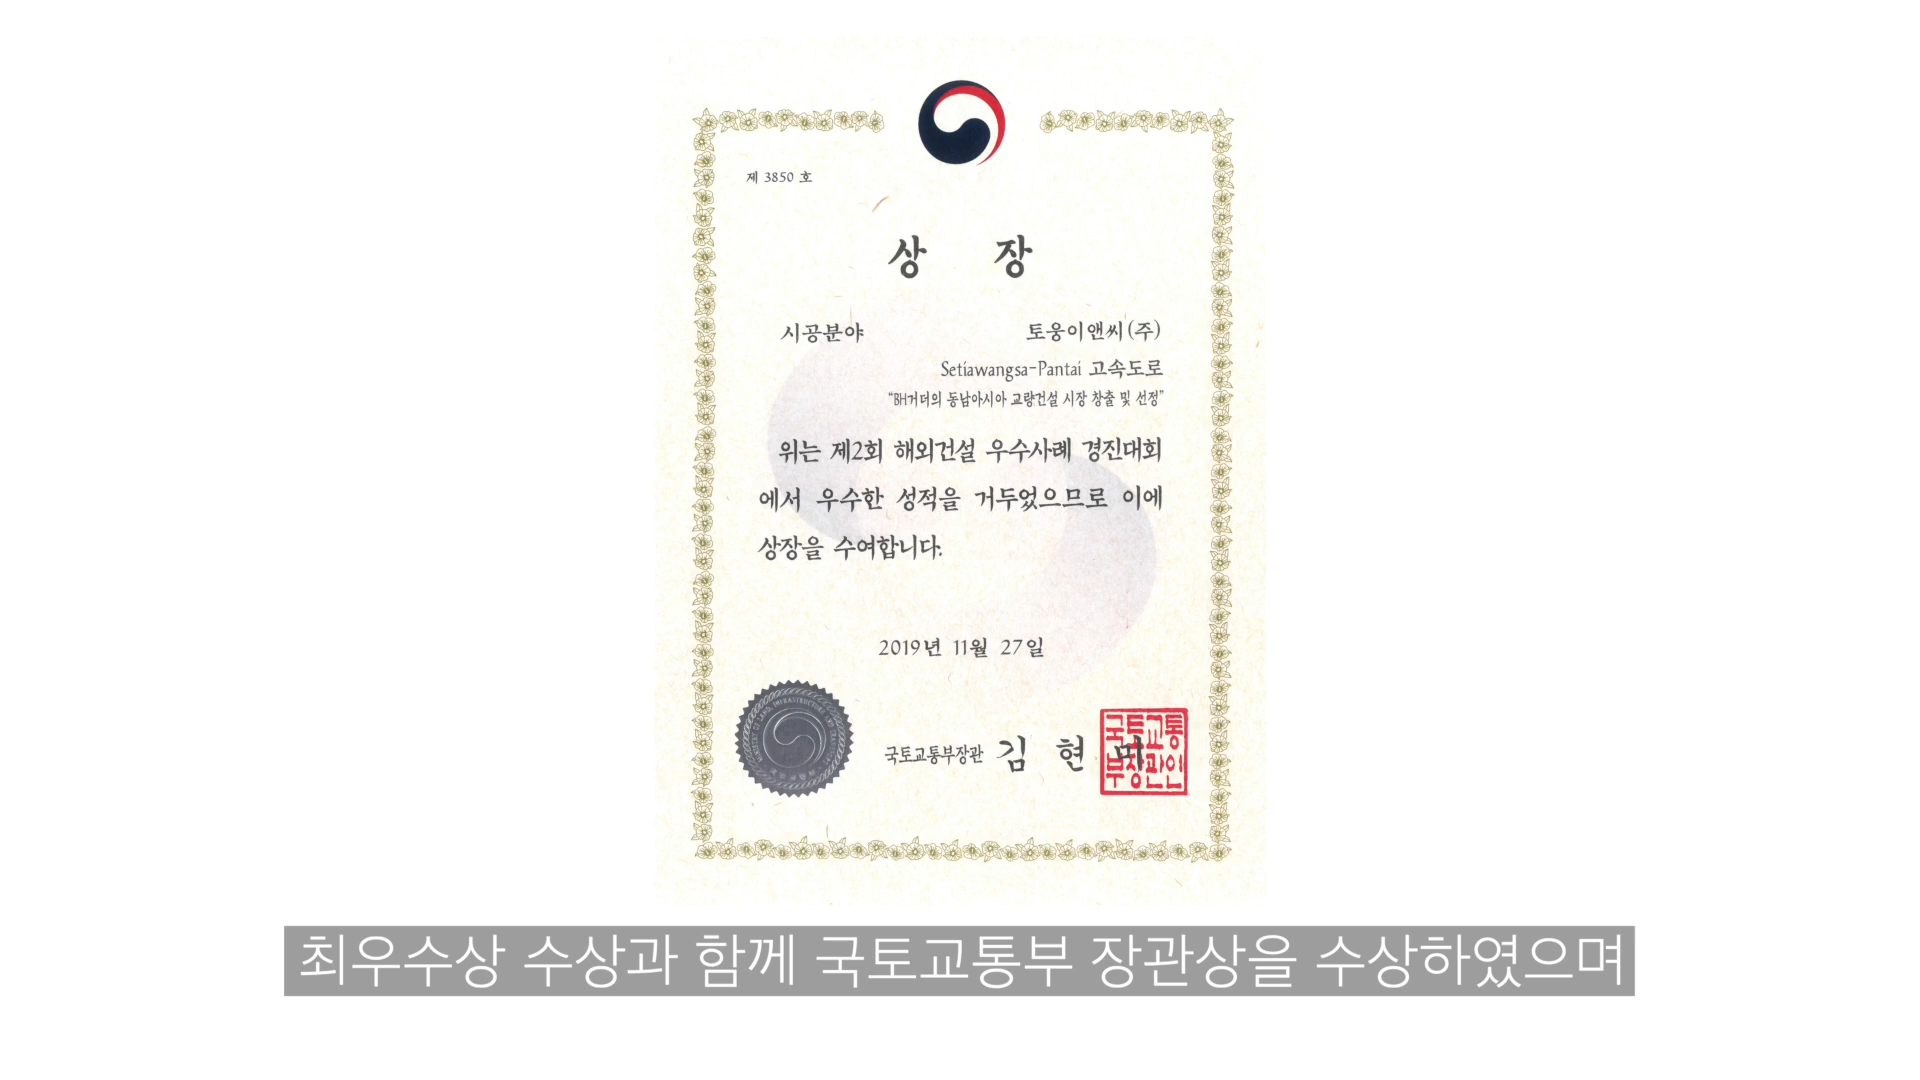 제 3850 호
상 장
시공분야 토웅이앤씨(주)
Setiawangsa-Pantai 고속도로
“BH거더의 동남아시아 교량건설 시장 창출 및 선정”
위는 제2회 해외건설 우수사례 경진대회
에서 우수한 성적을 거두었으므로 이에
상장을 수여합니다.
2019년 11월 27일
MINISTRY OF LAND, INFRASTRUCTURE AND TRANSPORT
국토교통부장관 김 현 미
국토교통
부장관인
최우수상 수상과 함께 국토교통부 장관상을 수상하였으며